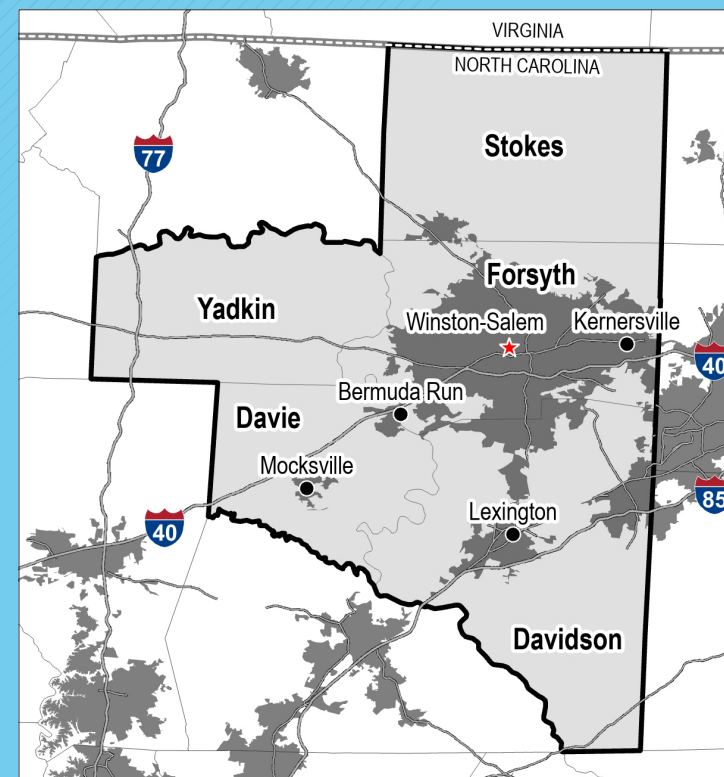 VIRGINIA
NORTH CAROLINA
Stokes
77
Forsyth
Yadkin
Winston-Salem
Kernersville
40
Bermuda Run
Davie
Mocksville
85
Lexington
40
Davidson